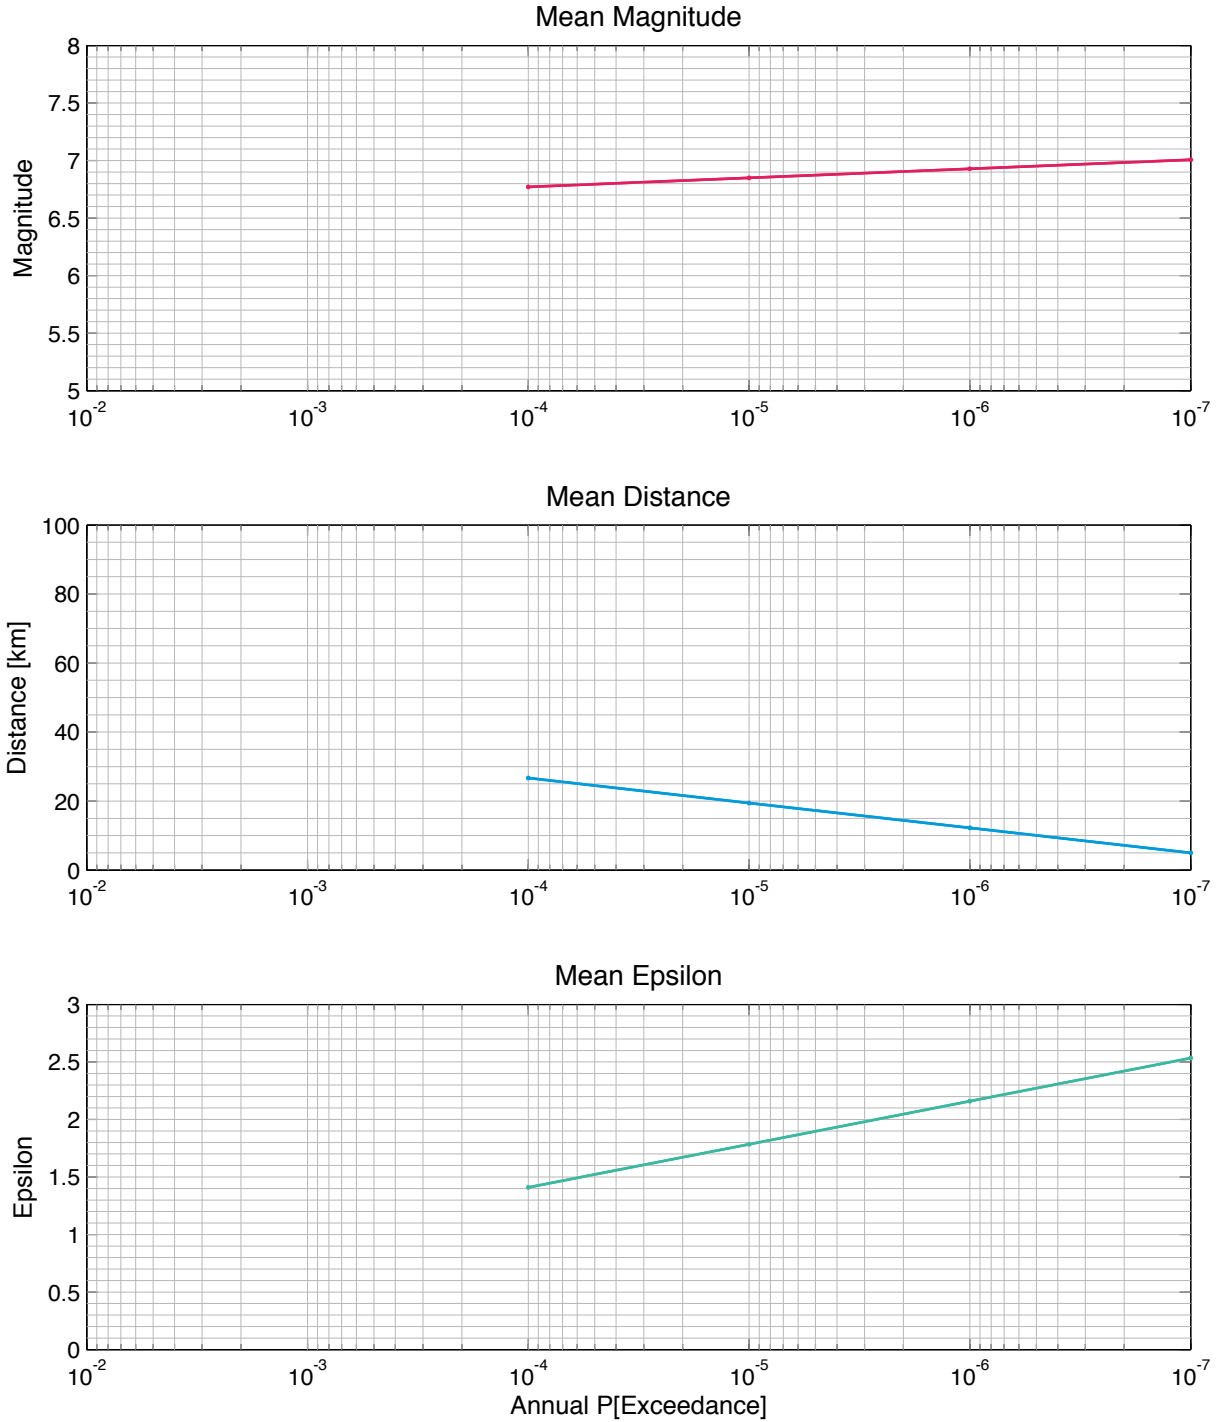 Mean Magnitude
Magnitude
8
7.5
7
6.5
6
5.5
5
10^-2 10^-3 10^-4 10^-5 10^-6 10^-7
Mean Distance
Distance [km]
100
80
60
40
20
0
10^-2 10^-3 10^-4 10^-5 10^-6 10^-7
Mean Epsilon
Epsilon
3
2.5
2
1.5
1
0.5
0
10^-2 10^-3 10^-4 10^-5 10^-6 10^-7
Annual P[Exceedance]